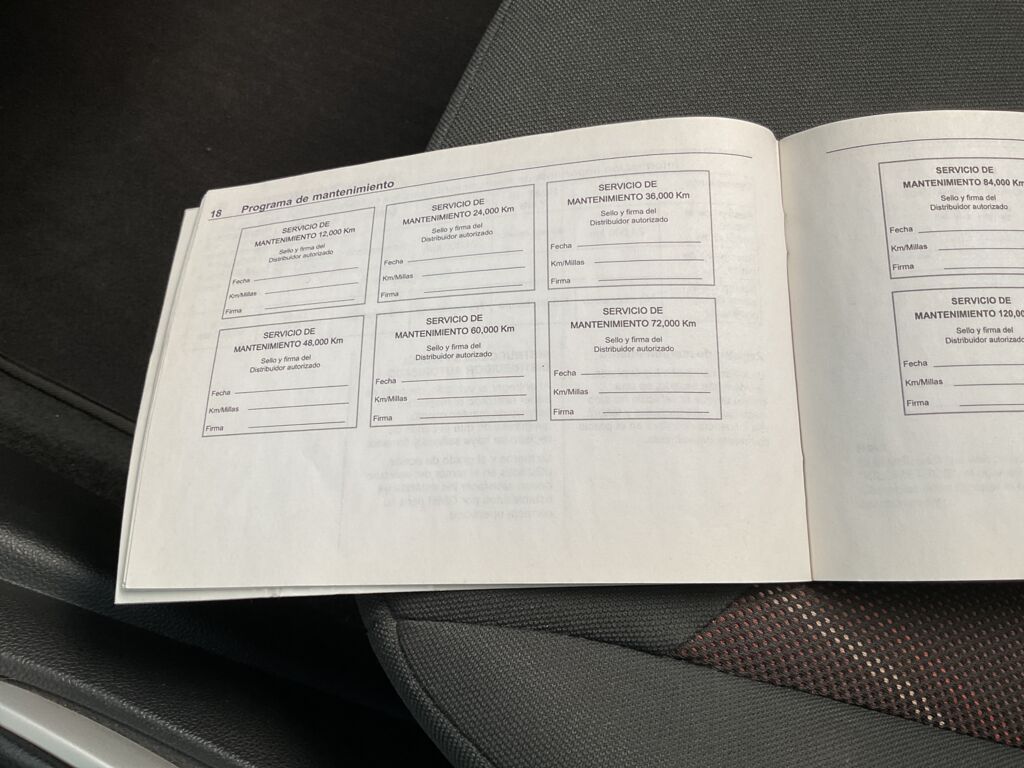 18 Programa de mantenimiento
SERVICIO DE
MANTENIMIENTO 12,000 Km
Sello y firma del
Distribuidor autorizado
Fecha
Km/Millas
Firma
SERVICIO DE
MANTENIMIENTO 24,000 Km
Sello y firma del
Distribuidor autorizado
Fecha
Km/Millas
Firma
SERVICIO DE
MANTENIMIENTO 36,000 Km
Sello y firma del
Distribuidor autorizado
Fecha
Km/Millas
Firma
SERVICIO DE
MANTENIMIENTO 48,000 Km
Sello y firma del
Distribuidor autorizado
Fecha
Km/Millas
Firma
SERVICIO DE
MANTENIMIENTO 60,000 Km
Sello y firma del
Distribuidor autorizado
Fecha
Km/Millas
Firma
SERVICIO DE
MANTENIMIENTO 72,000 Km
Sello y firma del
Distribuidor autorizado
Fecha
Km/Millas
Firma
SERVICIO DE
MANTENIMIENTO 84,000 Km
Sello y firma del
Distribuidor autorizado
Fecha
Km/Millas
Firma
SERVICIO DE
MANTENIMIENTO
Sello y firma del
Distribuidor autorizado
Fecha
Km/Millas
Firma